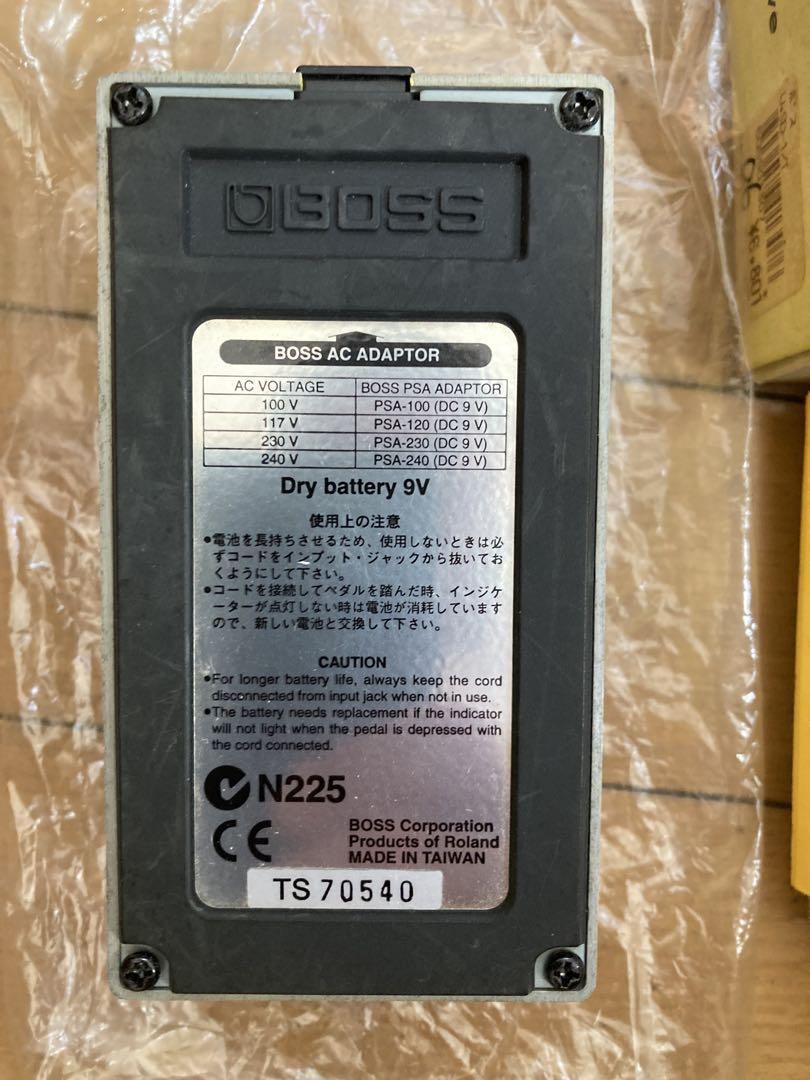 BOSS
BOSS AC ADAPTOR
AC VOLTAGE BOSS PSA ADAPTOR
100 V PSA-100 (DC 9 V)
117 V PSA-120 (DC 9 V)
230 V PSA-230 (DC 9 V)
240 V PSA-240 (DC 9 V)
Dry battery 9V
使用上の注意
●電池を長持ちさせるため、使用しないときは必
ずコードをインプット・ジャックから抜いてお
くようにして下さい。
●コードを接続してペダルを踏んだ時、インジケ
ーターが点灯しない時は電池が消耗しています
ので、新しい電池と交換して下さい。
CAUTION
●For longer battery life, always keep the cord
disconnected from input jack when not in use.
●The battery needs replacement if the indicator
will not light when the pedal is depressed with
the cord connected.
N225
CE
BOSS Corporation
Products of Roland
MADE IN TAIWAN
TS 70540